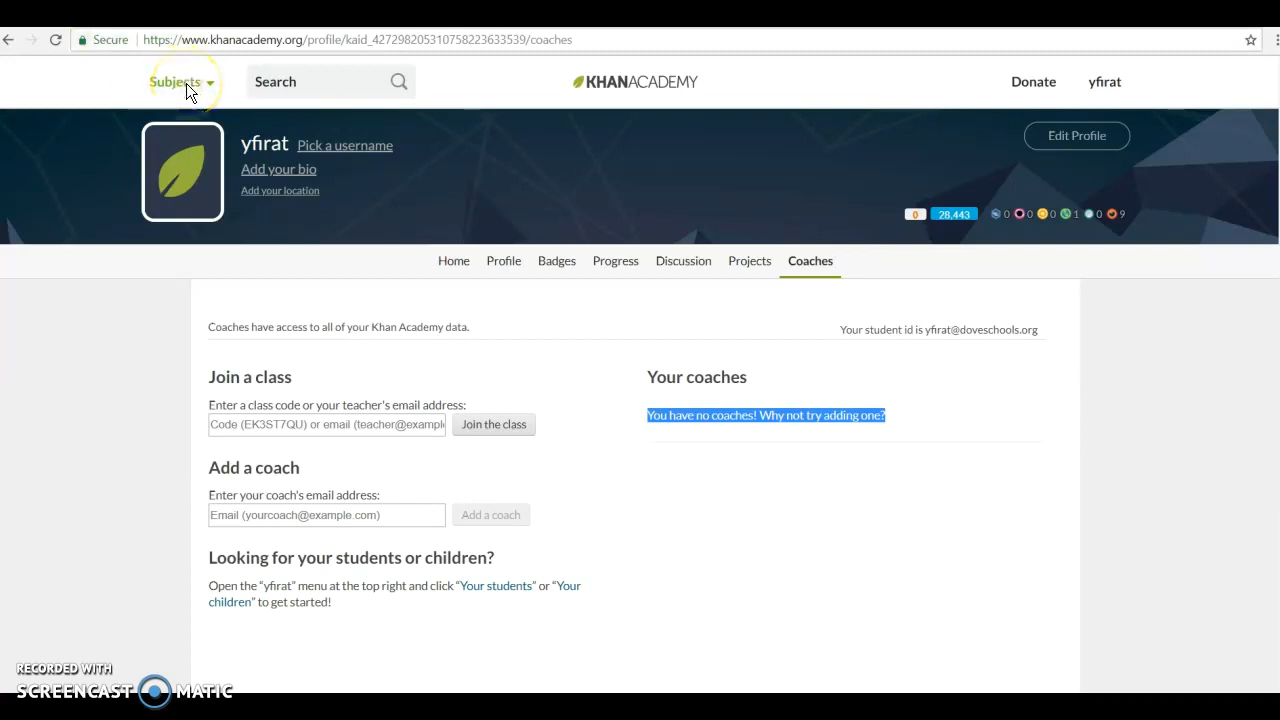 Secure https://www.khanacademy.org/profile/kaid_427298205310758223633539/coaches
Subjects Search KHANACADEMY Donate yfirat
yfirat Pick a username Edit Profile
Add your bio
Add your location
0 28,443 0 0 0 1 0 9
Home Profile Badges Progress Discussion Projects Coaches
Coaches have access to all of your Khan Academy data. Your student id is yfirat@doveschools.org
Join a class
Enter a class code or your teacher's email address:
Code (EK3ST7QU) or email (teacher@exampl Join the class
Add a coach
Enter your coach's email address:
Email (yourcoach@example.com) Add a coach
Looking for your students or children?
Open the "yfirat" menu at the top right and click "Your students" or "Your
children" to get started!
Your coaches
You have no coaches! Why not try adding one?
RECORDED WITH
SCREENCAST MATIC